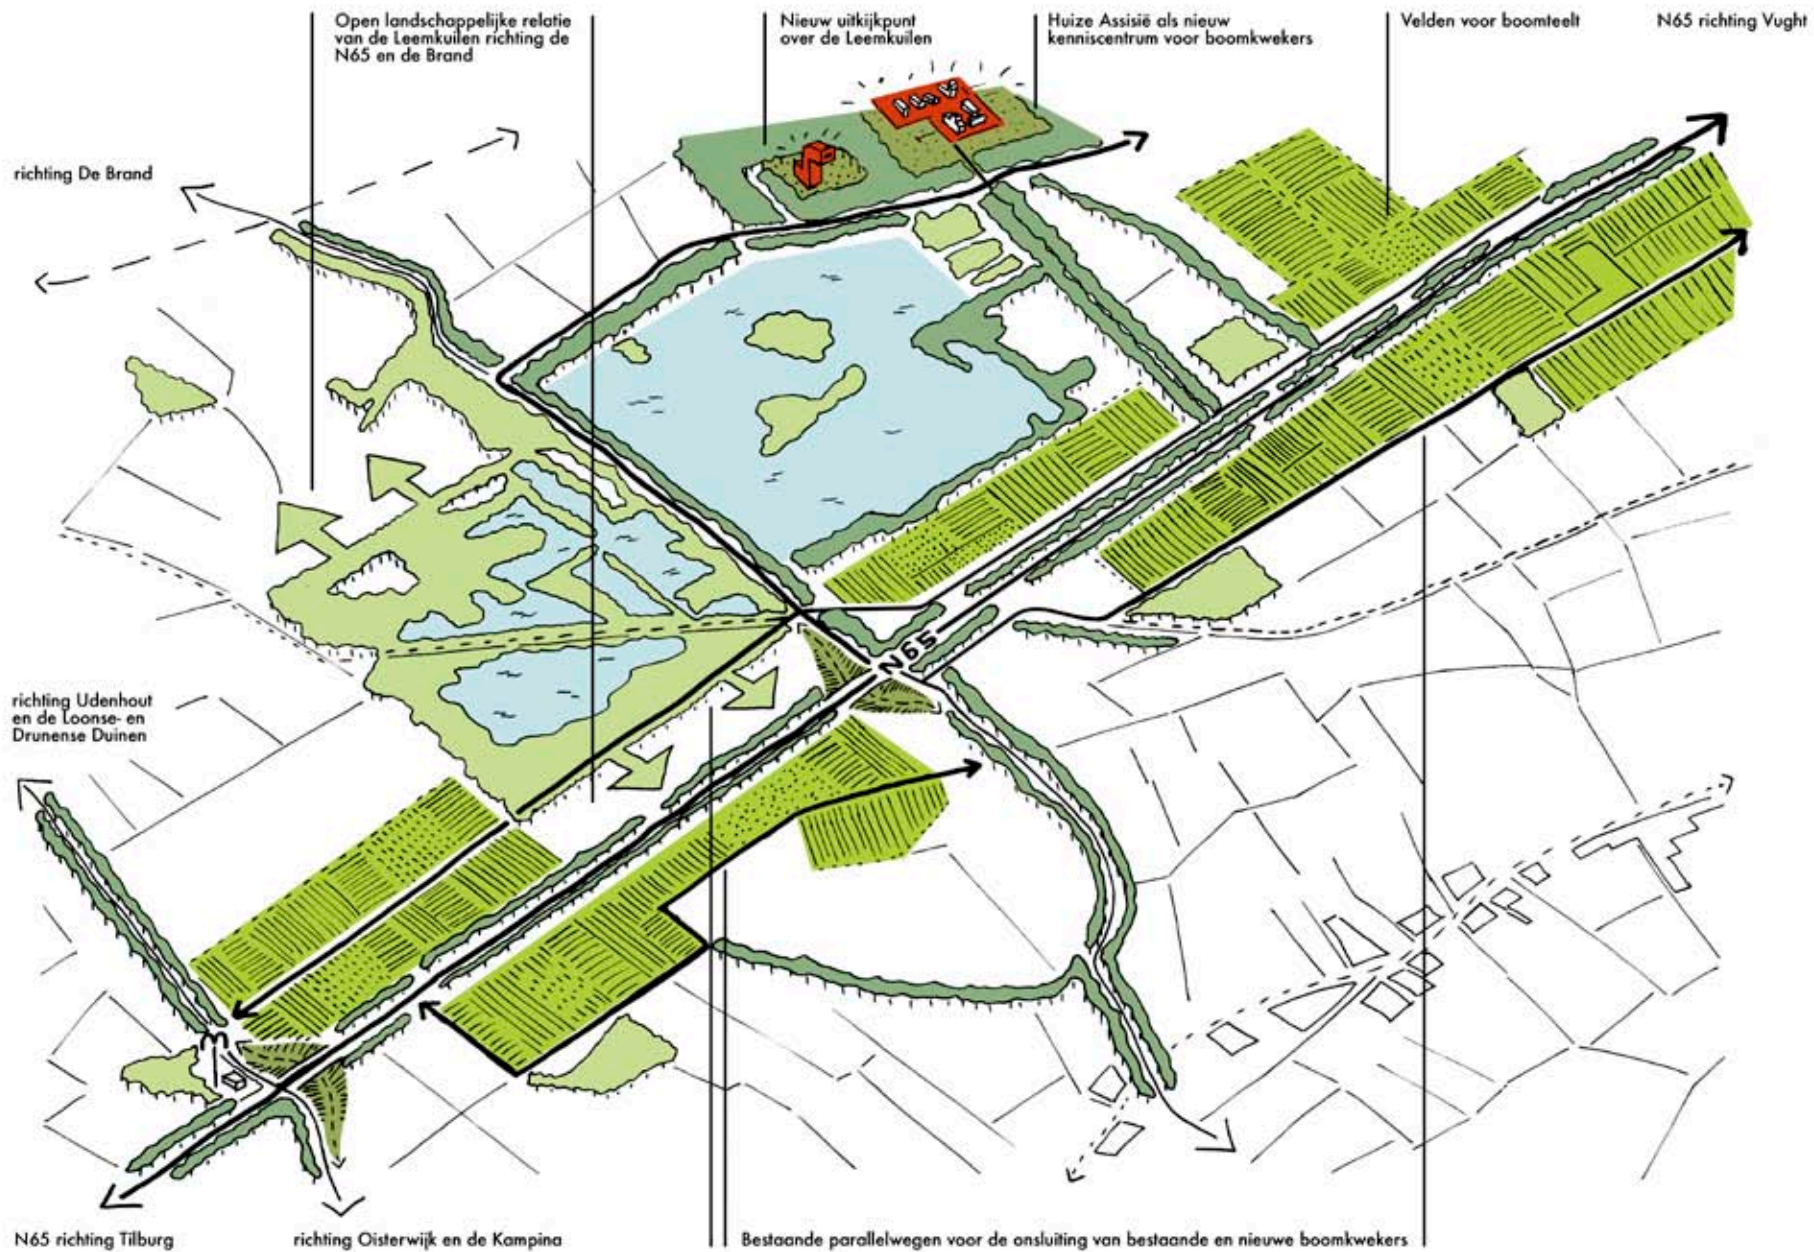 Open landschappelijke relatie
van de Leemkuilen richting de
N65 en de Brand
Nieuw uitkijkpunt
over de Leemkuilen
Huize Assisië als nieuw
kenniscentrum voor boomkwekers
Velden voor boomteelt
N65 richting Vught
richting De Brand
N65
richting Udenhout
en de Loonse- en
Drunense Duinen
N65 richting Tilburg
richting Oisterwijk en de Kampina
Bestaande parallelwegen voor de onsluiting van bestaande en nieuwe boomkwekers